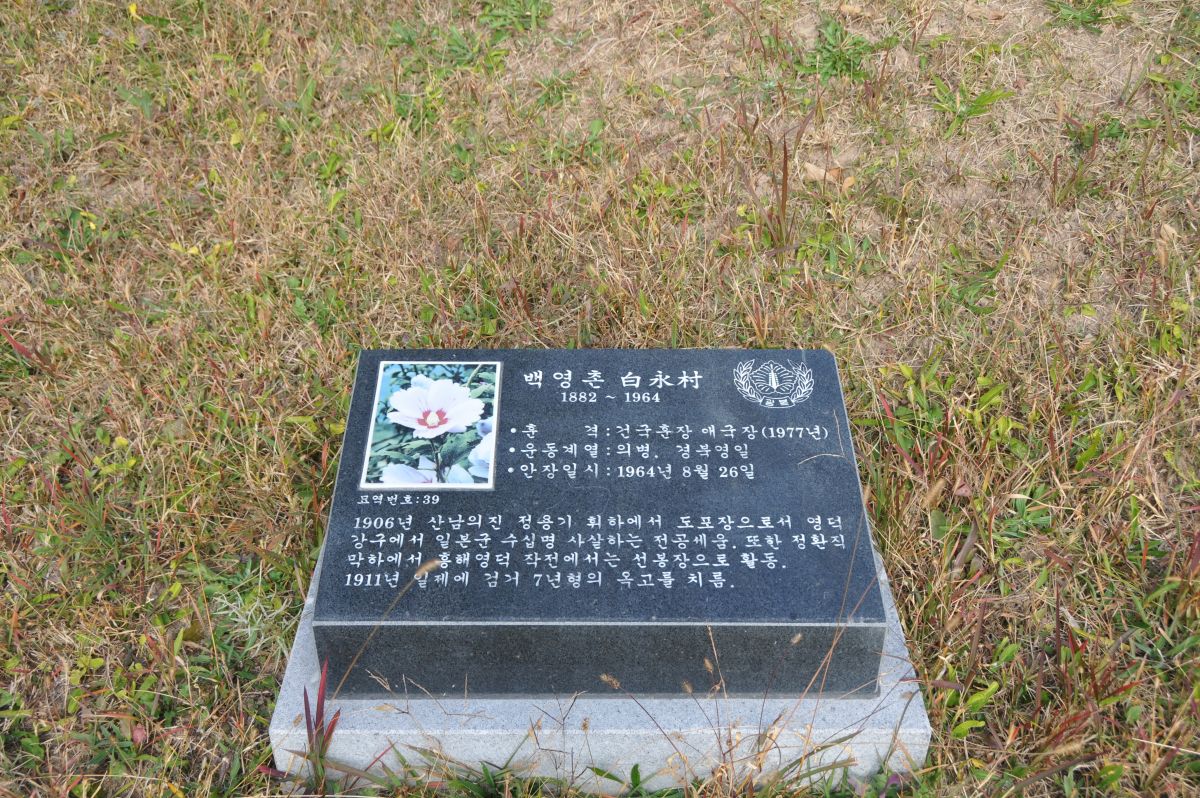 백영촌 白永村
1882 ~ 1964
• 훈 격 : 건국훈장 애국장(1977년)
• 운동계열 : 의병, 경북영일
• 안장일시 : 1964년 8월 26일
묘역번호 : 39
1906년 산남의진 정용기 휘하에서 도포장으로서 영덕
강구에서 일본군 수십명 사살하는 전공세움. 또한 정환직
막하에서 흥해영덕 작전에서는 선봉장으로 활동.
1911년 일제에 검거 7년형의 옥고를 치름.